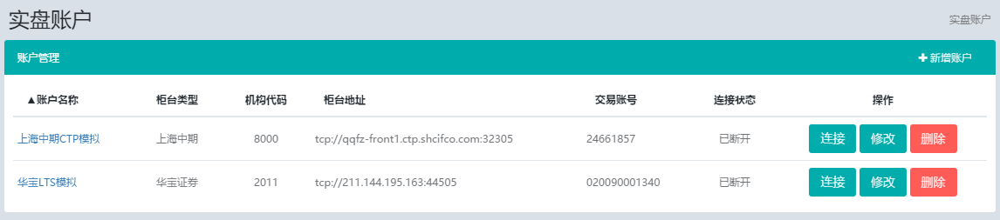 实盘账户 实盘账户
账户管理 新增账户
▲账户名称 柜台类型 机构代码 柜台地址 交易账号 连接状态 操作
上海中期CTP模拟 上海中期 8000 tcp://qqfz-front1.ctp.shcifco.com:32305 24661857 已断开 连接 修改 删除
华宝LTS模拟 华宝证券 2011 tcp://211.144.195.163:44505 020090001340 已断开 连接 修改 删除